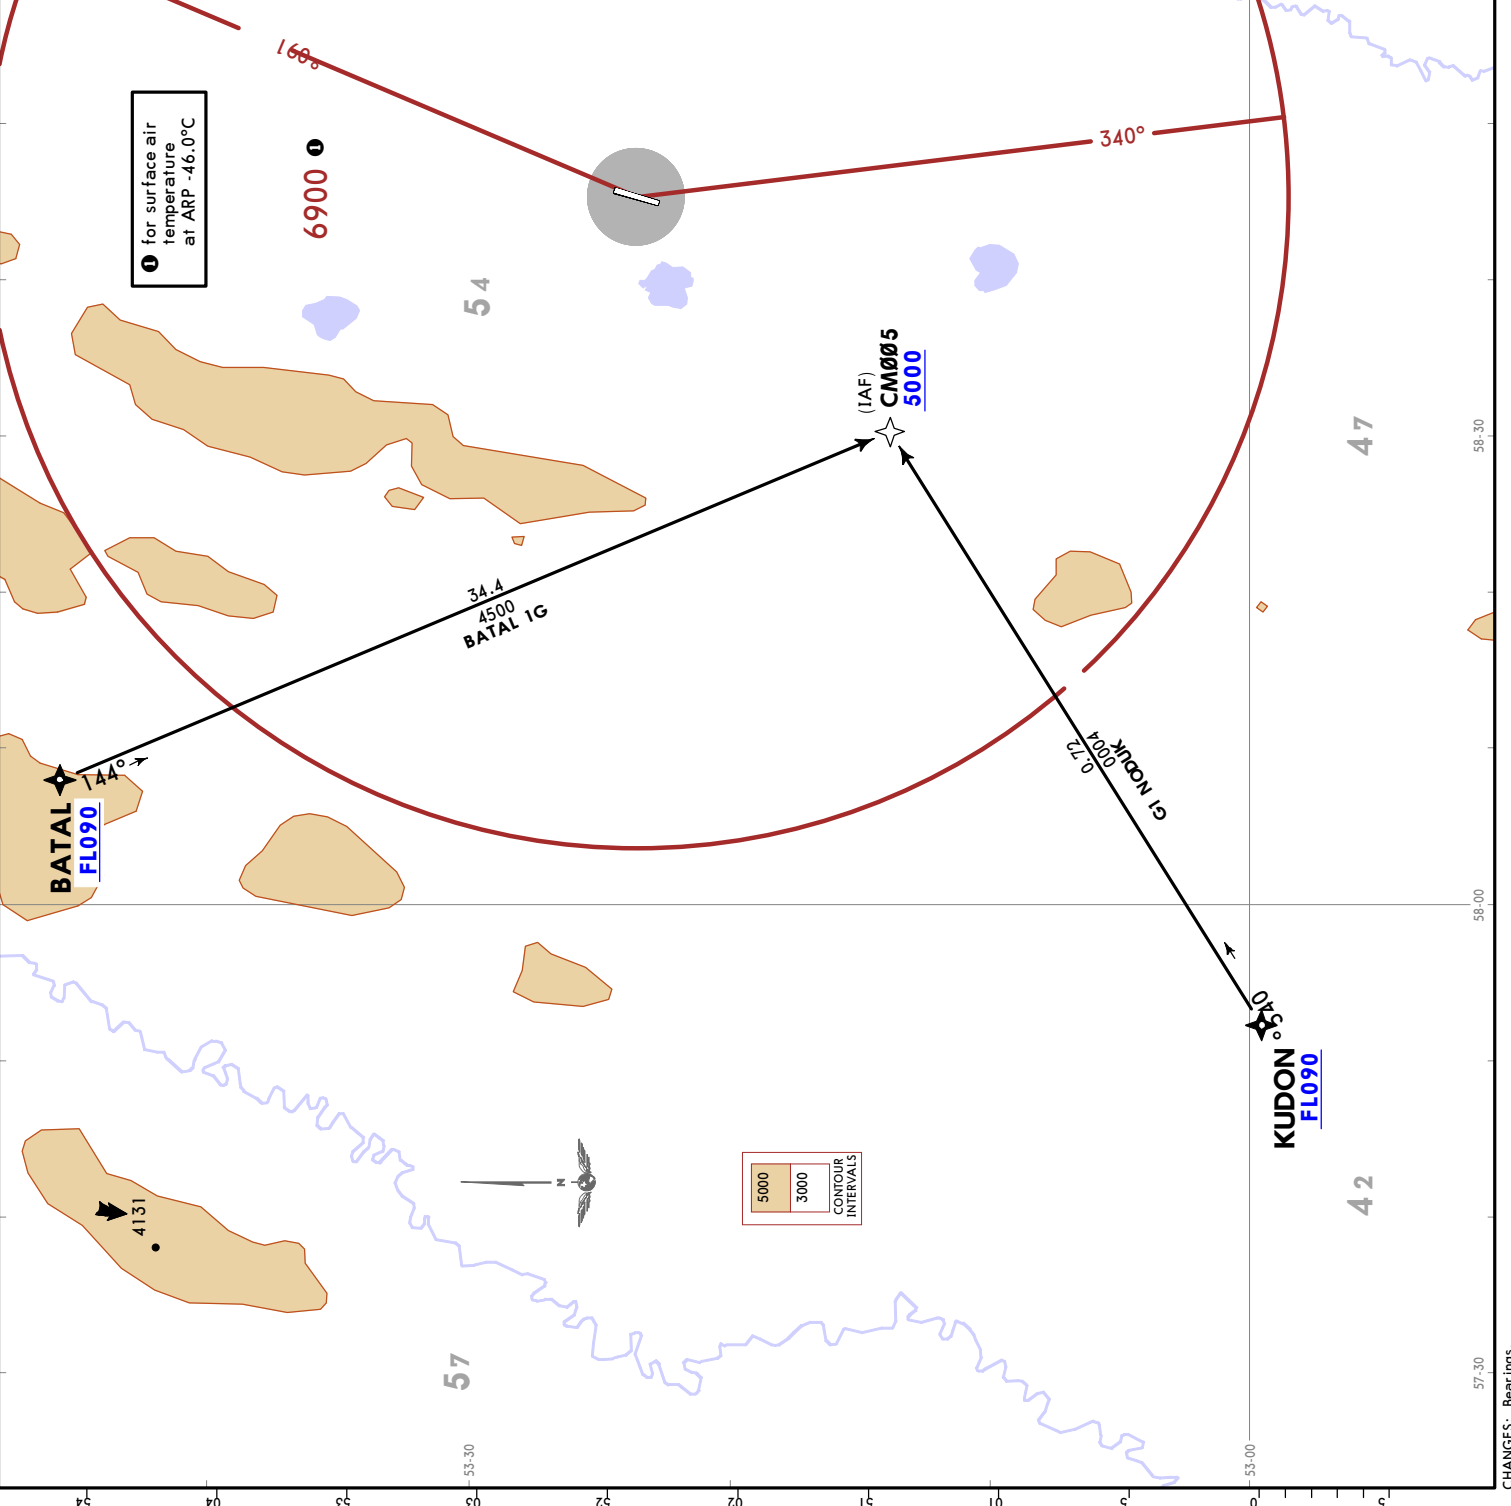 160°
340°
❶ for surface air
temperature
at ARP -46.0°C
6900 ❶
54
(IAF)
CMØØ5
5000
47
58-30
34.4
4500
BATAL 1G
144°
BATAL
FL090
27.0
4000
KUDON 1G
340°
KUDON
FL090
58-00
4131
N
5000
3000
CONTOUR
INTERVALS
42
57
57-30
53-30
53-00
CHANGES: Bearings